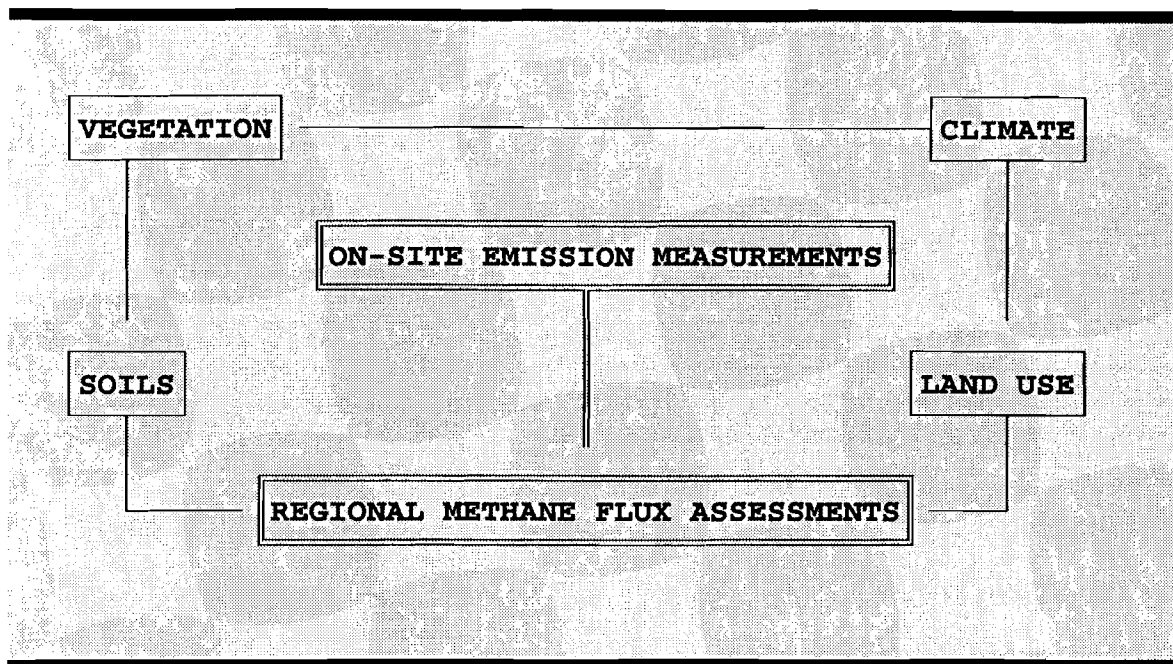 VEGETATION
CLIMATE
ON-SITE EMISSION MEASUREMENTS
SOILS
LAND USE
REGIONAL METHANE FLUX ASSESSMENTS